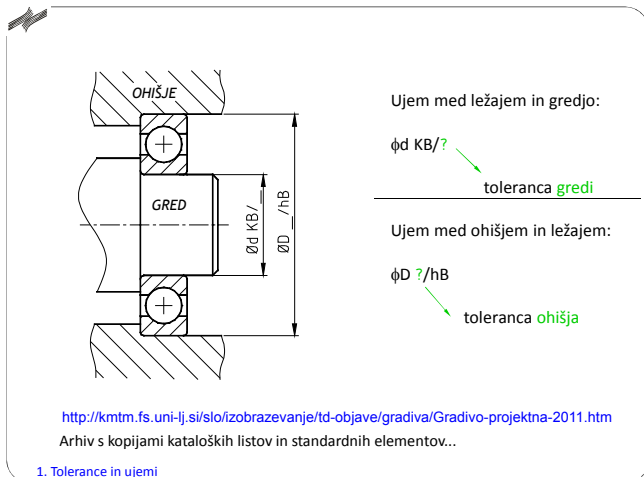 OHIŠJE
GRED
Ød KB/__
ØD __/hB
Ujem med ležajem in gredjo:
ϕd KB/?
toleranca gredi
Ujem med ohišjem in ležajem:
ϕD ?/hB
toleranca ohišja
http://kmtm.fs.uni-lj.si/slo/izobrazevanje/td-objave/gradiva/Gradivo-projektna-2011.htm
Arhiv s kopijami kataloških listov in standardnih elementov...
1. Tolerance in ujemi